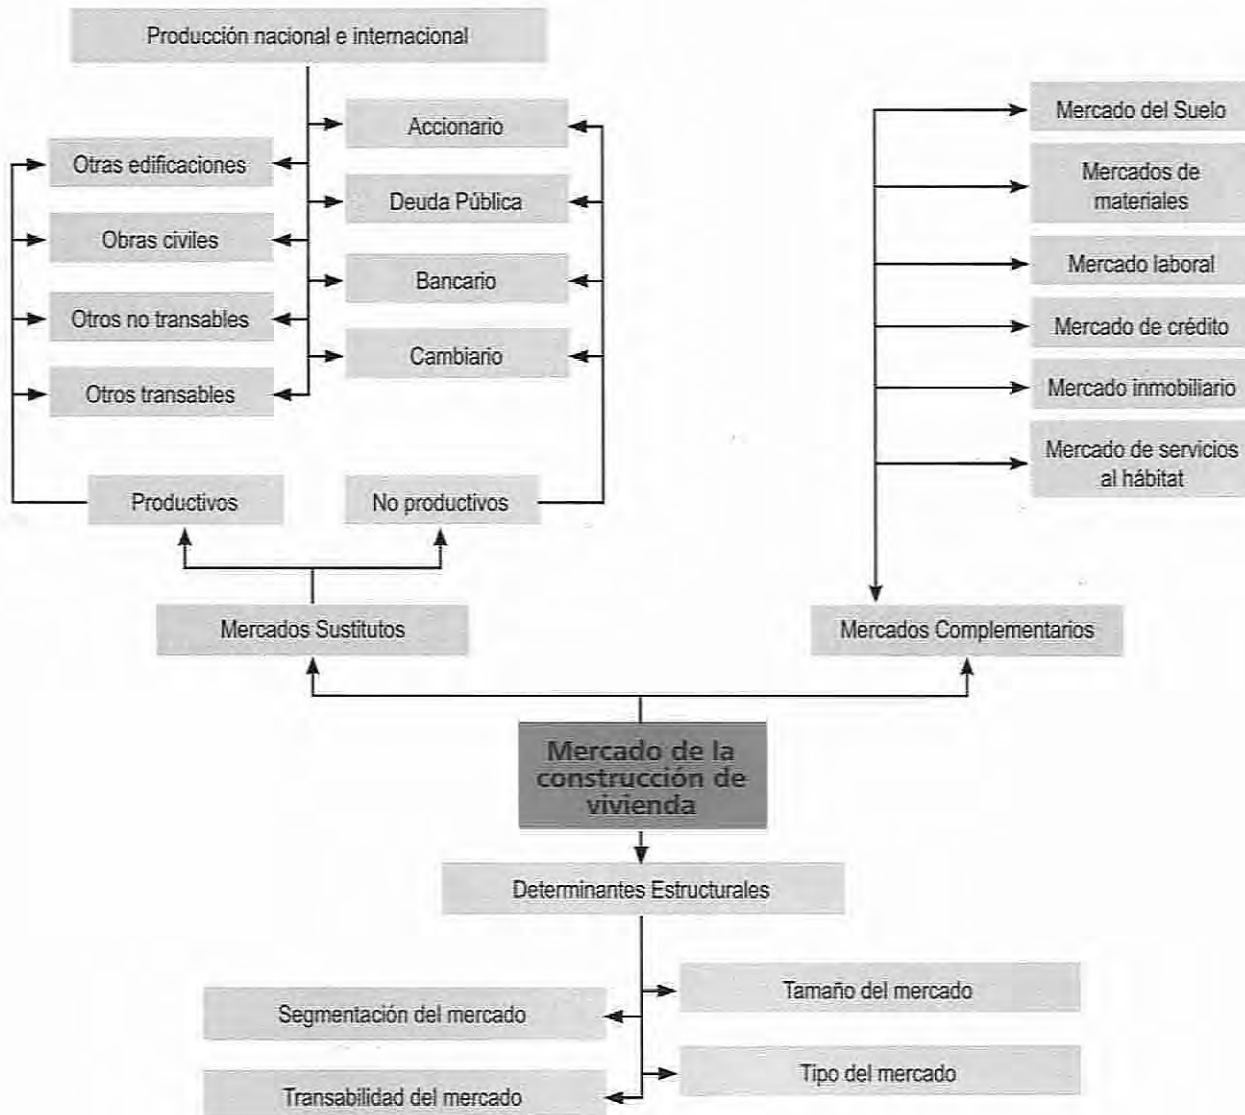 Producción nacional e internacional
Accionario
Otras edificaciones
Deuda Pública
Obras civiles
Bancario
Otros no transables
Cambiario
Otros transables
Productivos
No productivos
Mercados Sustitutos
Mercado del Suelo
Mercados de
materiales
Mercado laboral
Mercado de crédito
Mercado inmobiliario
Mercado de servicios
al hábitat
Mercados Complementarios
Mercado de la
construcción de
vivienda
Determinantes Estructurales
Tamaño del mercado
Segmentación del mercado
Tipo del mercado
Transabilidad del mercado